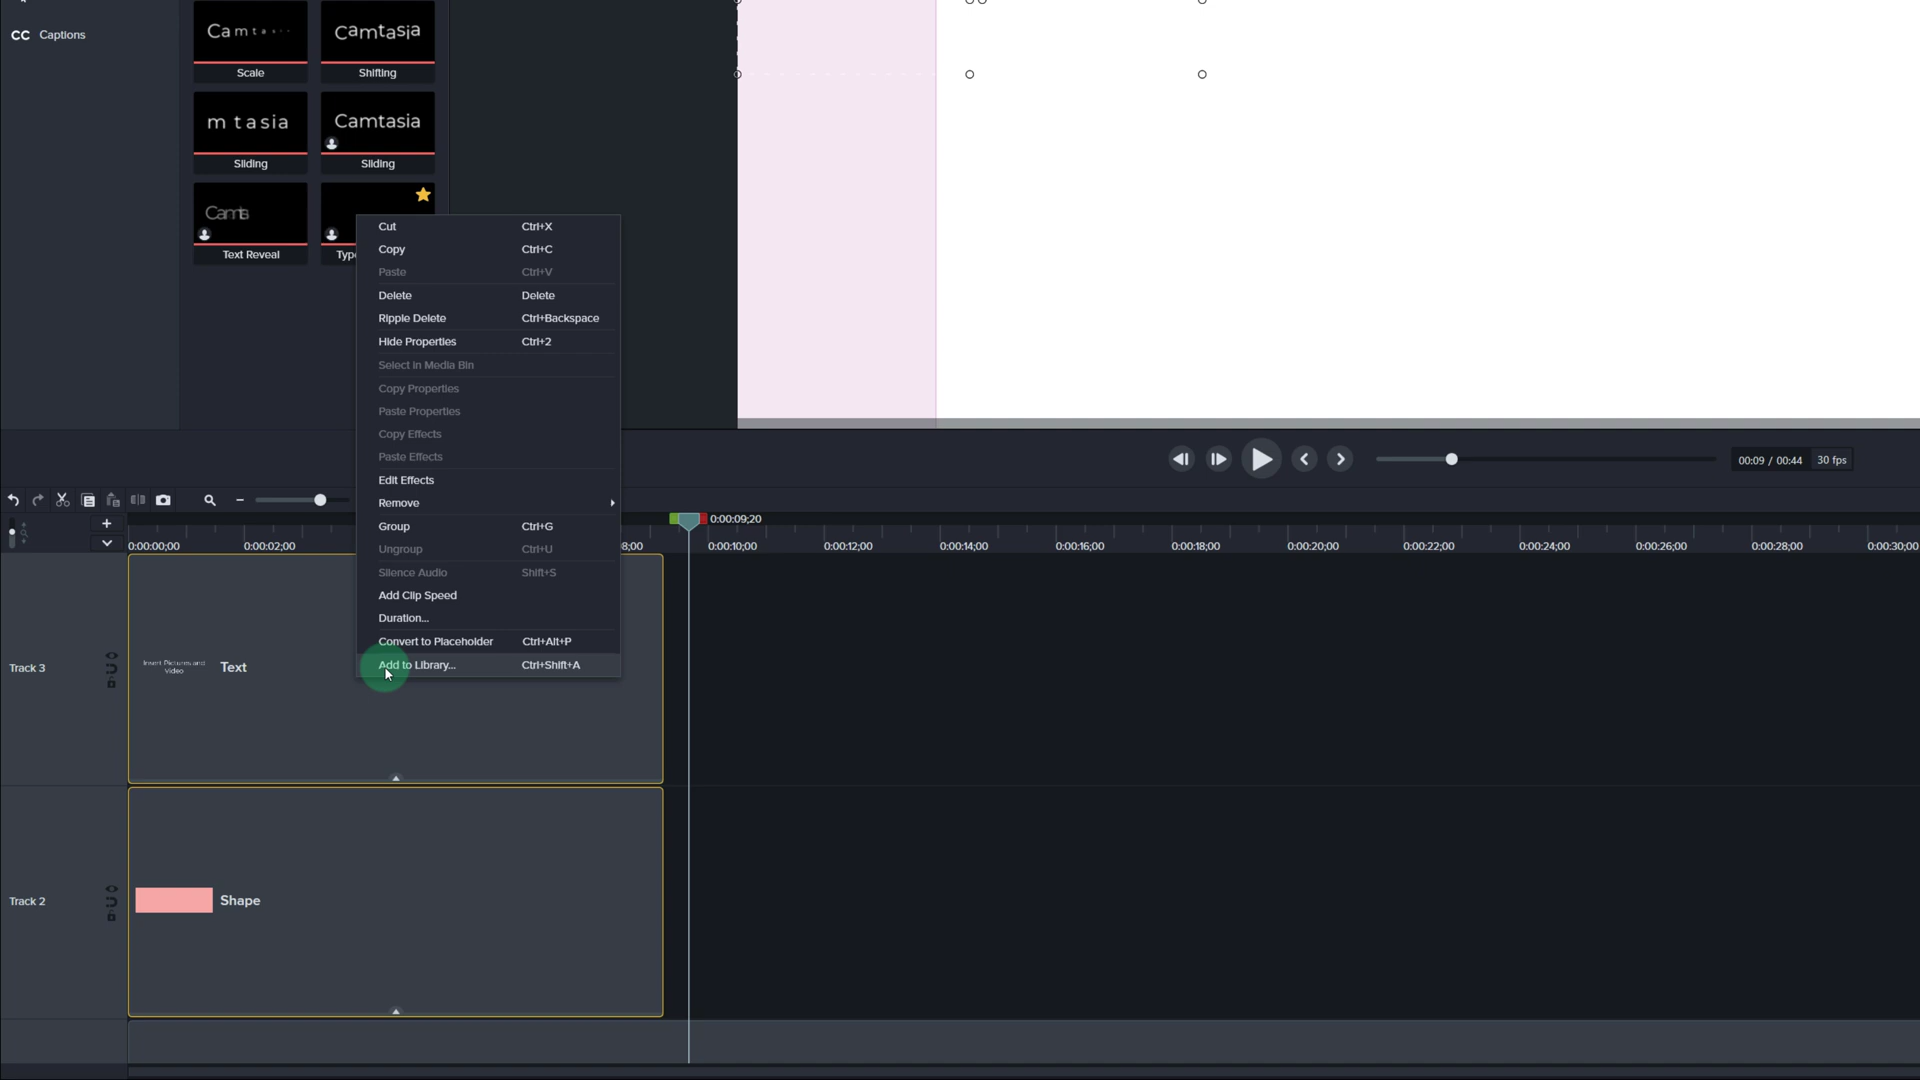 CC Captions
Camtasia
Camtasia
Scale
Shifting
m tasia
Camtasia
Sliding
Sliding
Text Reveal
Cut Ctrl+X
Copy Ctrl+C
Paste Ctrl+V
Delete Delete
Ripple Delete Ctrl+Backspace
Hide Properties Ctrl+2
Select in Media Bin
Copy Properties
Paste Properties
Copy Effects
Paste Effects
Edit Effects
Remove
Group Ctrl+G
Ungroup Ctrl+U
Silence Audio Shift+S
Add Clip Speed
Duration...
Convert to Placeholder Ctrl+Alt+P
Add to Library... Ctrl+Shift+A
00:09 / 00:44 30 fps
0:00:09;20
0:00:00;00 0:00:02;00 8;00 0:00:10;00 0:00:12;00 0:00:14;00 0:00:16;00 0:00:18;00 0:00:20;00 0:00:22;00 0:00:24;00 0:00:26;00 0:00:28;00 0:00:30;00
Track 3
Insert Pictures and
Video
Text
Track 2
Shape